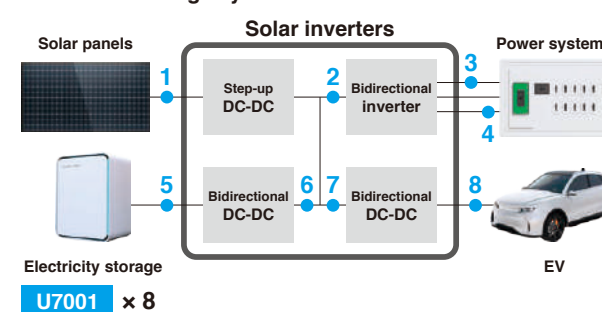 Solar inverters
Solar panels
Power system
1
2
3
4
Step-up
DC-DC
Bidirectional
inverter
5
6
7
8
Bidirectional
DC-DC
Bidirectional
DC-DC
Electricity storage
EV
U7001 × 8